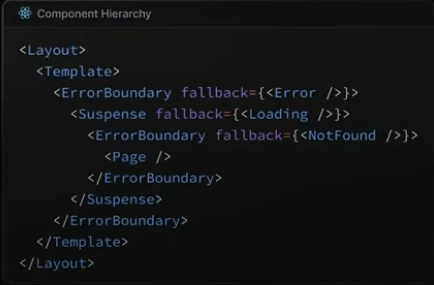 Component Hierarchy
<Layout>
  <Template>
    <ErrorBoundary fallback={<Error />}>
      <Suspense fallback={<Loading />}>
        <ErrorBoundary fallback={<NotFound />}>
          <Page />
        </ErrorBoundary>
      </Suspense>
    </ErrorBoundary>
  </Template>
</Layout>